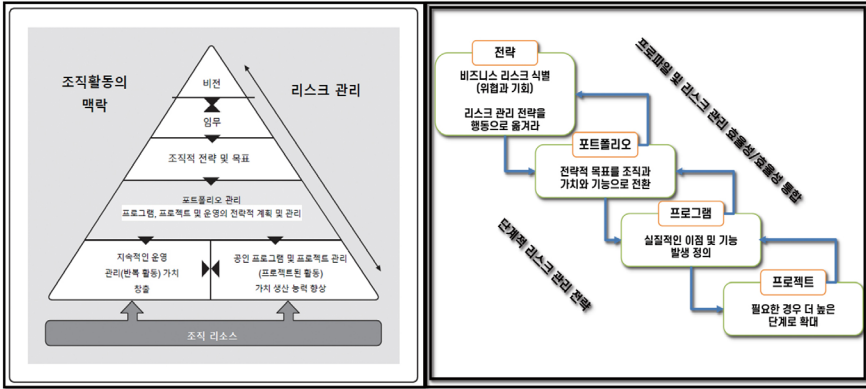 조직활동의
맥락
리스크 관리
비전
임무
조직적 전략 및 목표
포트폴리오 관리
프로그램, 프로젝트 및 운영의 전략적 계획 및 관리
지속적인 운영
관리(반복 활동) 가치
창출
공인 프로그램 및 프로젝트 관리
(프로젝트된 활동)
가치 생산 능력 향상
조직 리소스
전략
비즈니스 리스크 식별
(위협과 기회)
리스크 관리 전략을
행동으로 옮겨라
포트폴리오
전략적 목표를 조직과
가치와 기능으로 전환
프로그램
실질적인 이점 및 기능
발생 정의
프로젝트
필요한 경우 더 높은
단계로 확대
프로파일 및 리스크 관리 효율성/효율성 통합
단계적 리스크 관리 전략